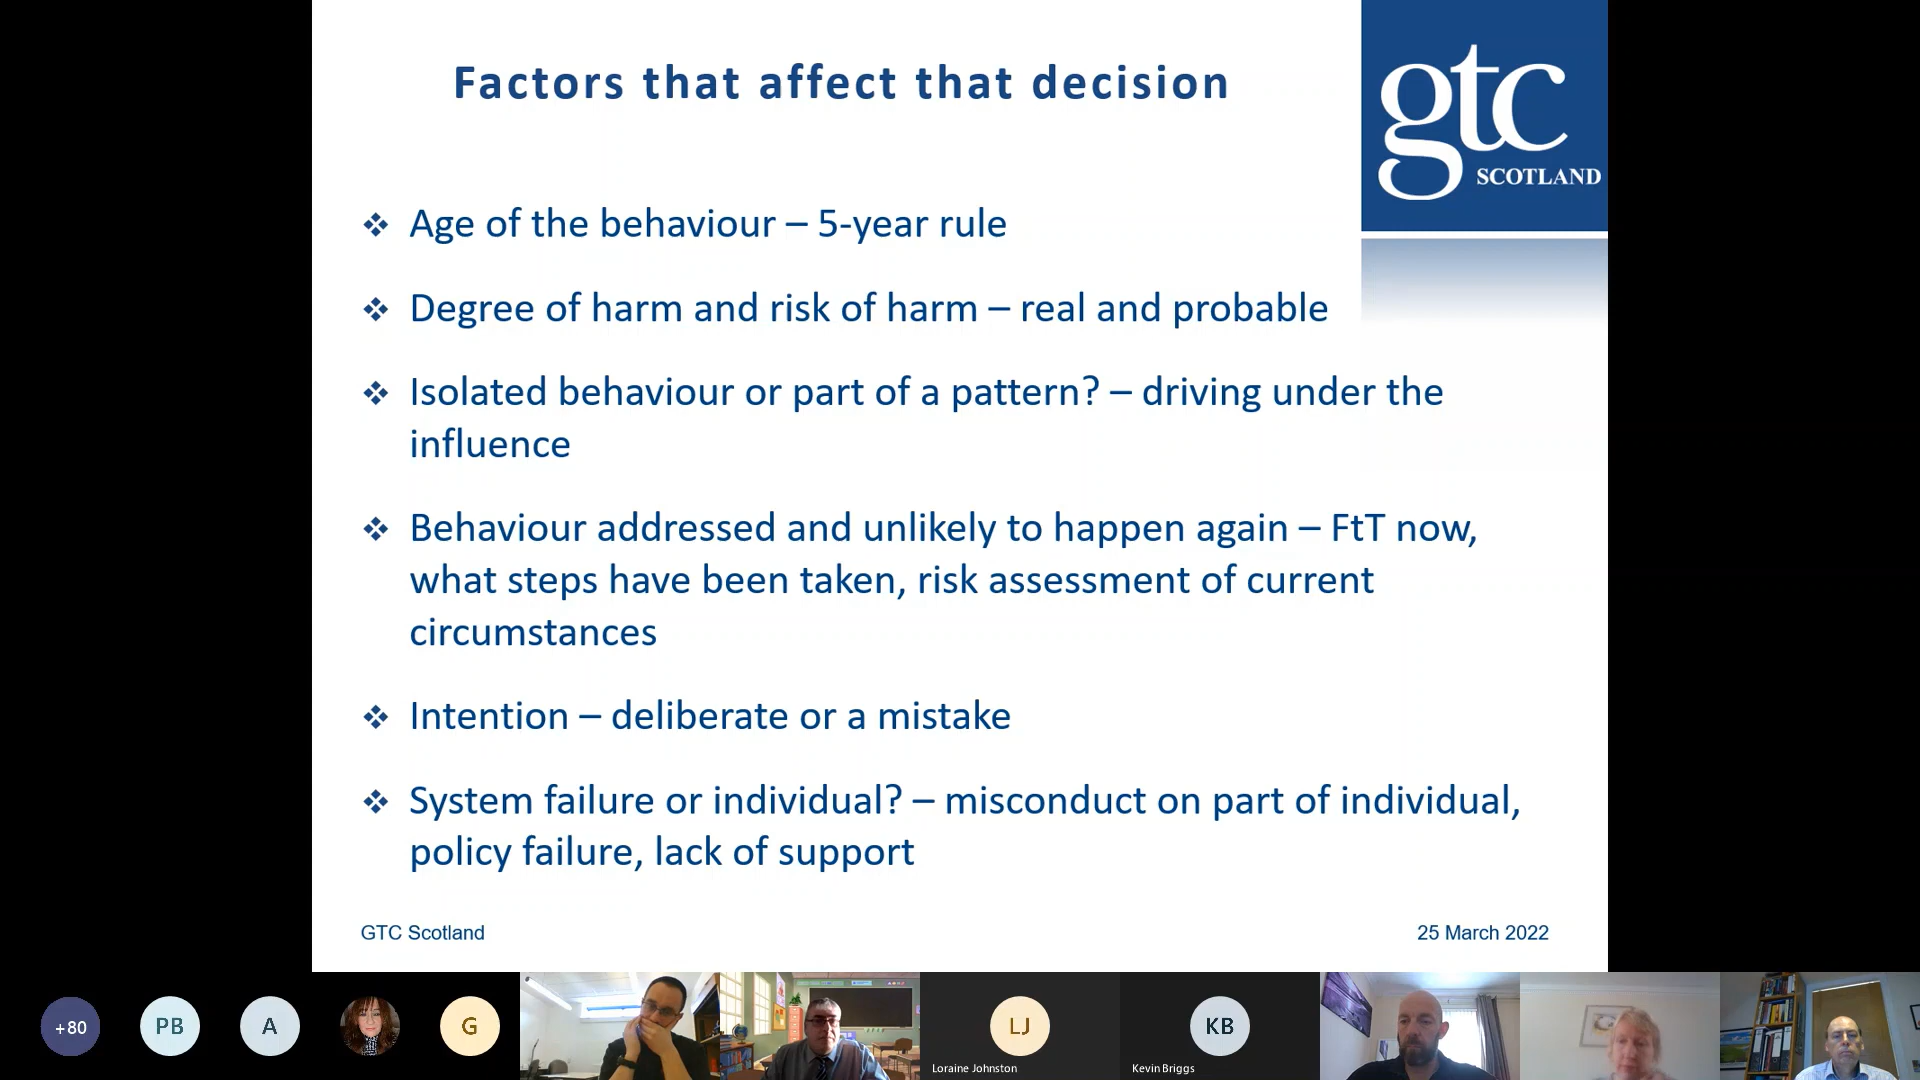 Factors that affect that decision
gtc
SCOTLAND
❖ Age of the behaviour – 5-year rule
❖ Degree of harm and risk of harm – real and probable
❖ Isolated behaviour or part of a pattern? – driving under the
influence
❖ Behaviour addressed and unlikely to happen again – FtT now,
what steps have been taken, risk assessment of current
circumstances
❖ Intention – deliberate or a mistake
❖ System failure or individual? – misconduct on part of individual,
policy failure, lack of support
GTC Scotland
25 March 2022
+80
PB
A
G
LJ
KB
Loraine Johnston
Kevin Briggs